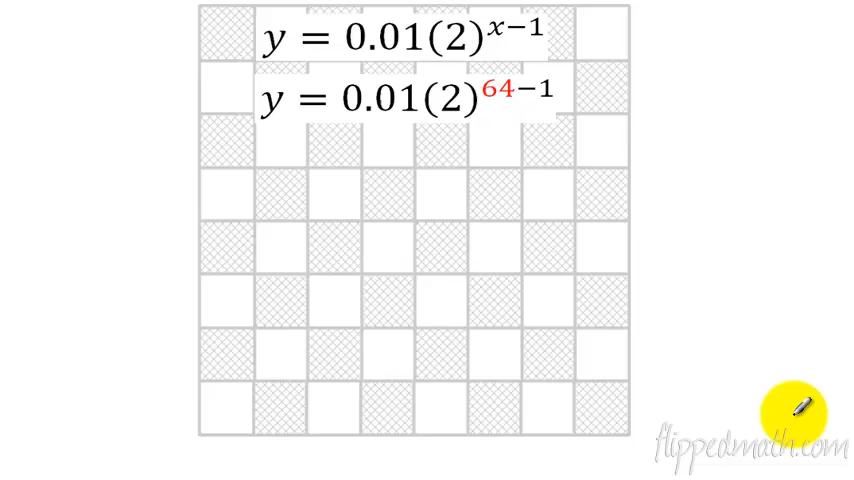 y = 0.01(2)^{x−1}
y = 0.01(2)^{64−1}
flippedmath.com